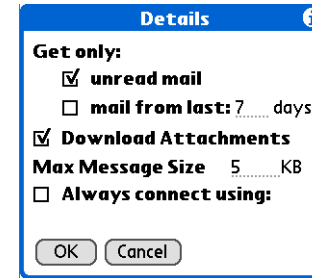 Details
Get only:
unread mail
mail from last: 7 days
Download Attachments
Max Message Size 5 KB
Always connect using:
OK Cancel